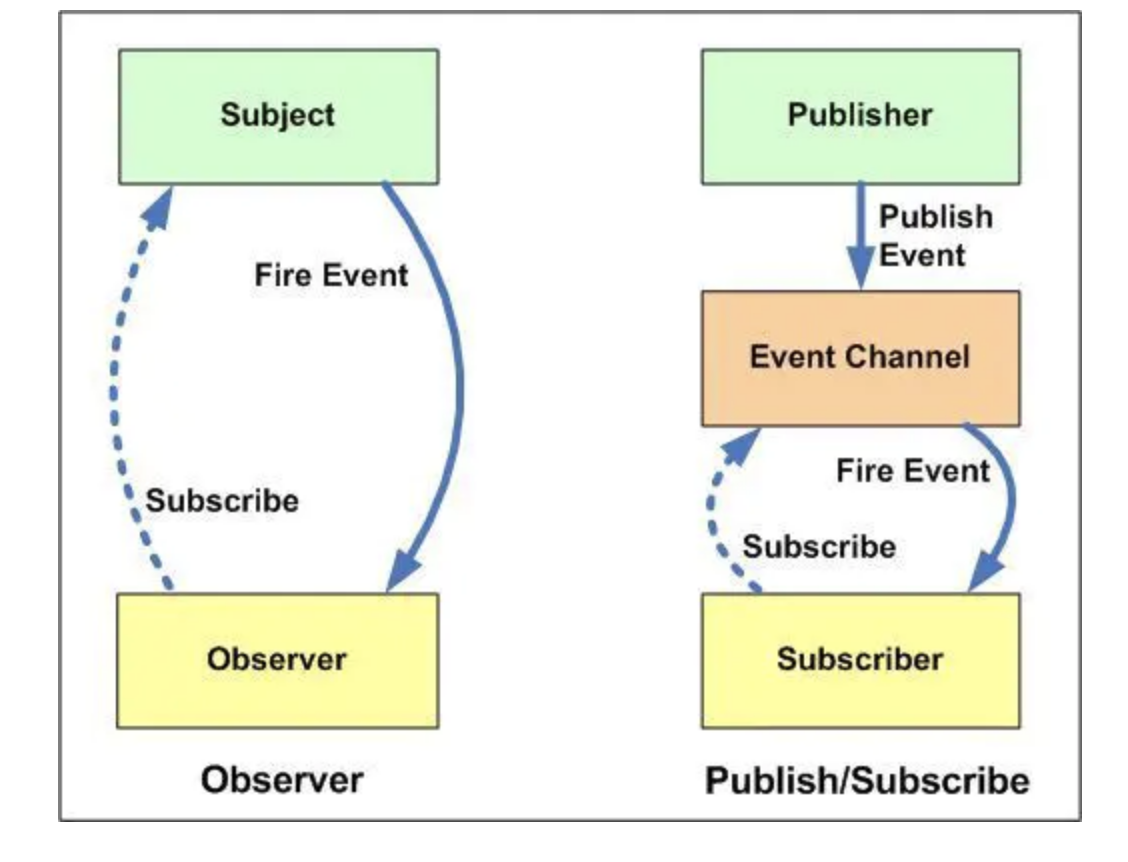 Subject
Fire Event
Subscribe
Observer
Observer
Publisher
Publish
Event
Event Channel
Fire Event
Subscribe
Subscriber
Publish/Subscribe